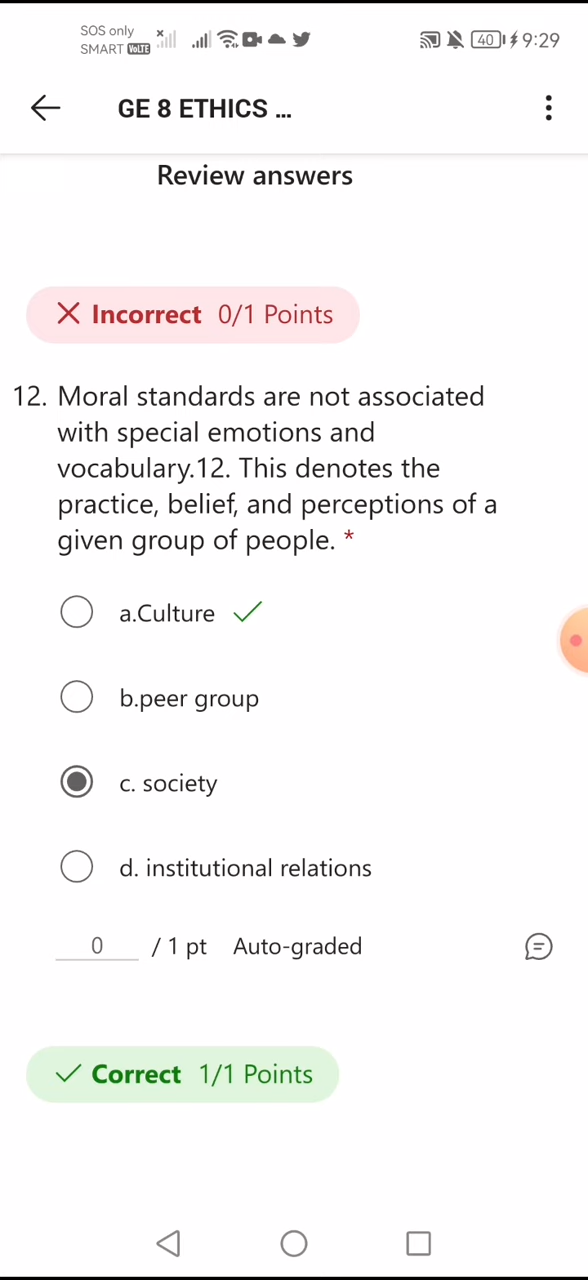 SOS only
SMART VoLTE
40 9:29
GE 8 ETHICS ...
Review answers
Incorrect 0/1 Points
12. Moral standards are not associated
with special emotions and
vocabulary.12. This denotes the
practice, belief, and perceptions of a
given group of people. *
a.Culture
b.peer group
c. society
d. institutional relations
0 / 1 pt Auto-graded
Correct 1/1 Points